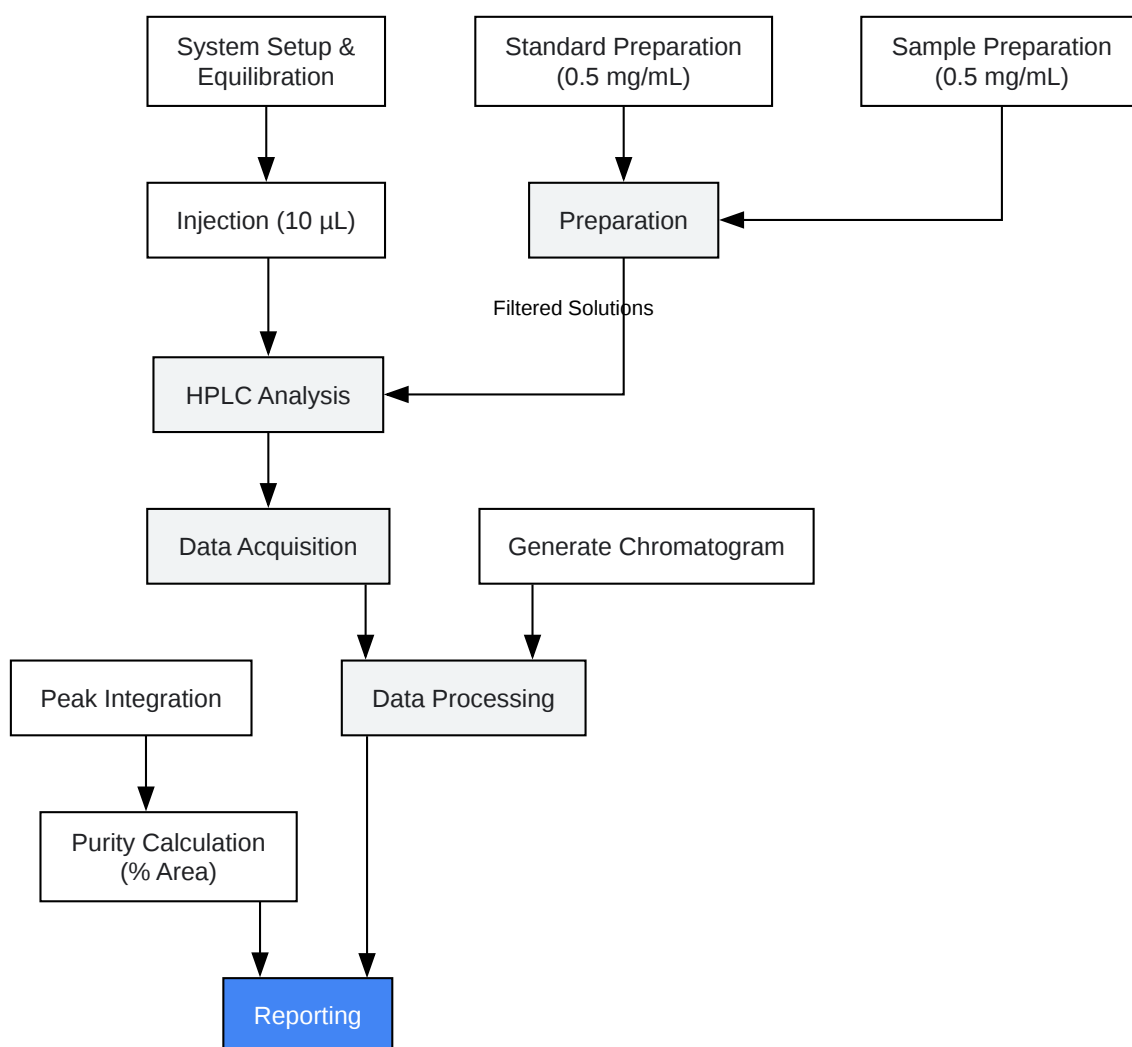 System Setup &
Equilibration
Standard Preparation
(0.5 mg/mL)
Sample Preparation
(0.5 mg/mL)
Injection (10 µL)
Preparation
Filtered Solutions
HPLC Analysis
Data Acquisition
Generate Chromatogram
Peak Integration
Data Processing
Purity Calculation
(% Area)
Reporting